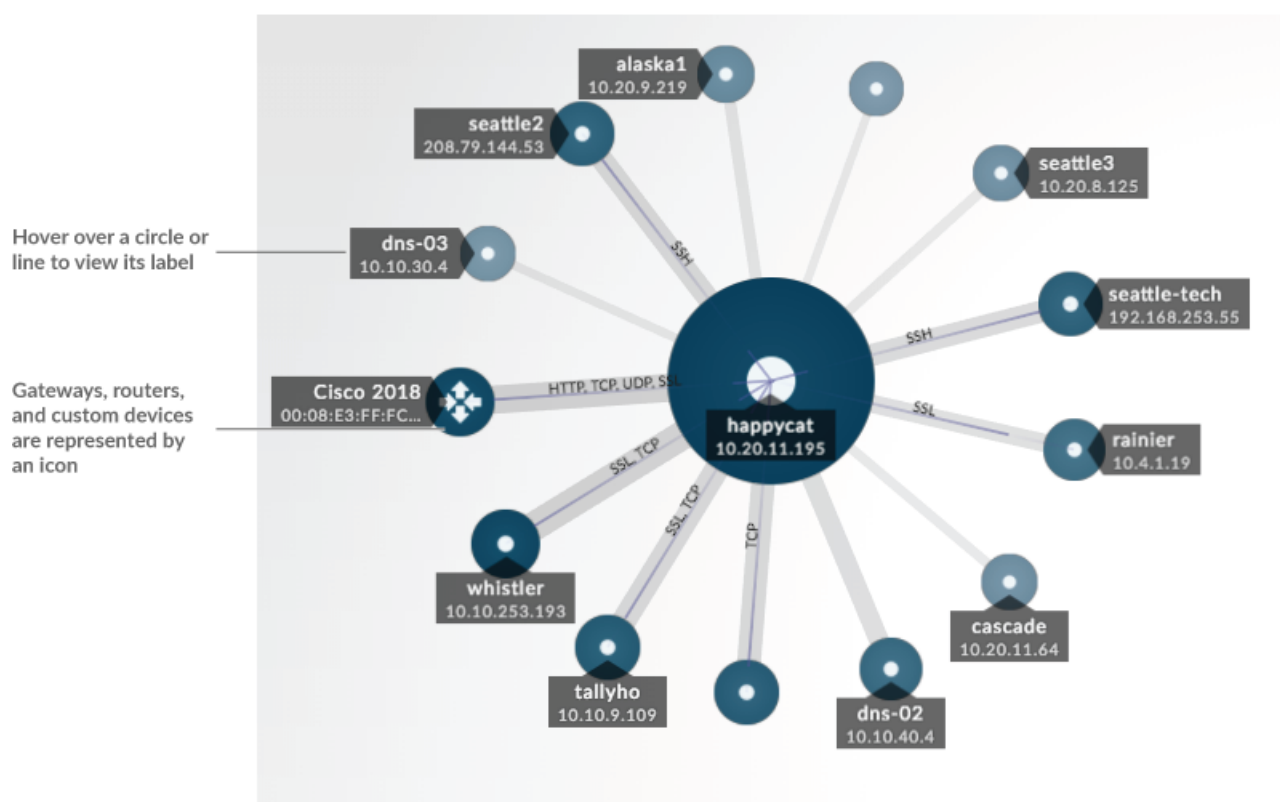 alaska1
10.20.9.219
seattle2
208.79.144.53
seattle3
10.20.8.125
Hover over a circle or
line to view its label
dns-03
10.10.30.4
SSH
seattle-tech
192.168.253.55
SSH
Gateways, routers,
and custom devices
are represented by
an icon
Cisco 2018
00:08:E3:FF:FC...
HTTP, TCP, UDP, SSL
happycat
10.20.11.195
SSL
rainier
10.4.1.19
SSL, TCP
SSL, TCP
TCP
whistler
10.10.253.193
cascade
10.20.11.64
tallyho
10.10.9.109
dns-02
10.10.40.4